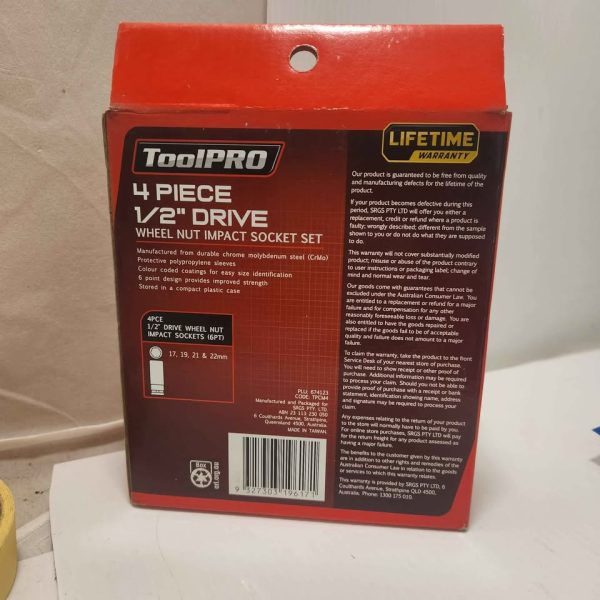 ToolPRO
4 PIECE
1/2" DRIVE
WHEEL NUT IMPACT SOCKET SET
Manufactured from durable chrome molybdenum steel (CrMo)
Protective polypropylene sleeves
Colour coded coatings for easy size identification
6 point design provides improved strength
Stored in a compact plastic case
4PCE
1/2" DRIVE WHEEL NUT
IMPACT SOCKETS (6PT)
17, 19, 21 & 22mm
PLU: 674123
CODE: TPCM4
Manufactured and Packaged for
SRGS PTY. LTD.
ABN 23 113 230 050
6 Coulthards Avenue, Strathpine,
Queensland 4500, Australia.
MADE IN TAIWAN.
Box
arl.org.au
9 327303 196171
LIFETIME
WARRANTY
Our product is guaranteed to be free from quality
and manufacturing defects for the lifetime of the
product.
If your product becomes defective during this
period, SRGS PTY LTD will offer you either a
replacement, credit or refund where a product is
faulty; wrongly described; different from the sample
shown to you or do not do what they are supposed
to do.
This warranty will not cover substantially modified
product; misuse or abuse of the product contrary
to user instructions or packaging label; change of
mind and normal wear and tear.
Our goods come with guarantees that cannot be
excluded under the Australian Consumer Law. You
are entitled to a replacement or refund for a major
failure and for compensation for any other
reasonably foreseeable loss or damage. You are
also entitled to have the goods repaired or
replaced if the goods fail to be of acceptable
quality and failure does not amount to a major
failure.
To claim the warranty, take the product to the front
Service Desk of your nearest store of purchase.
You will need to show receipt or other proof of
purchase. Additional information may be required
to process your claim. Should you not be able to
provide proof of purchase with a receipt or bank
statement, identification showing name, address
and signature may be required to process your
claim.
Any expenses relating to the return of your product
to the store will normally have to be paid by you.
For online store purchases, SRGS PTY LTD will pay
for the return freight for any product assessed as
having a major failure.
The benefits to the customer given by this warranty
are in addition to other rights and remedies of the
Australian Consumer Law in relation to the goods
or services to which this warranty relates.
This warranty is provided by SRGS PTY LTD, 6
Coulthards Avenue, Strathpine QLD 4500,
Australia. Phone: 1300 175 019.